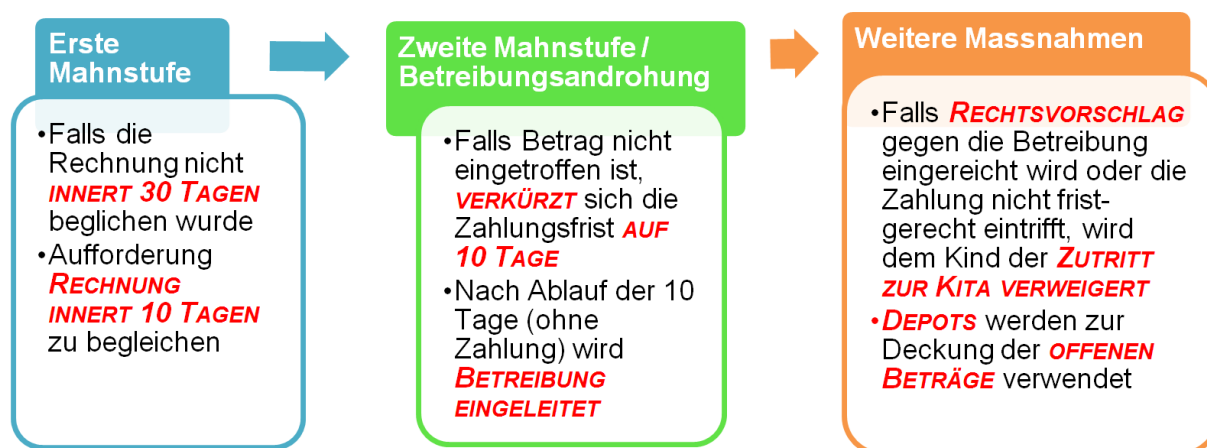 Erste
Mahnstufe
•Falls die
Rechnung nicht
INNERT 30 TAGEN
beglichen wurde
•Aufforderung
RECHNUNG
INNERT 10 TAGEN
zu begleichen
Zweite Mahnstufe /
Betreibungsandrohung
•Falls Betrag nicht
eingetroffen ist,
VERKÜRZT sich die
Zahlungsfrist AUF
10 TAGE
•Nach Ablauf der 10
Tage (ohne
Zahlung) wird
BETREIBUNG
EINGELEITET
Weitere Massnahmen
•Falls RECHTSVORSCHLAG
gegen die Betreibung
eingereicht wird oder die
Zahlung nicht frist-
gerecht eintrifft, wird
dem Kind der ZUTRITT
ZUR KITA VERWEIGERT
•DEPOTS werden zur
Deckung der OFFENEN
BETRÄGE verwendet